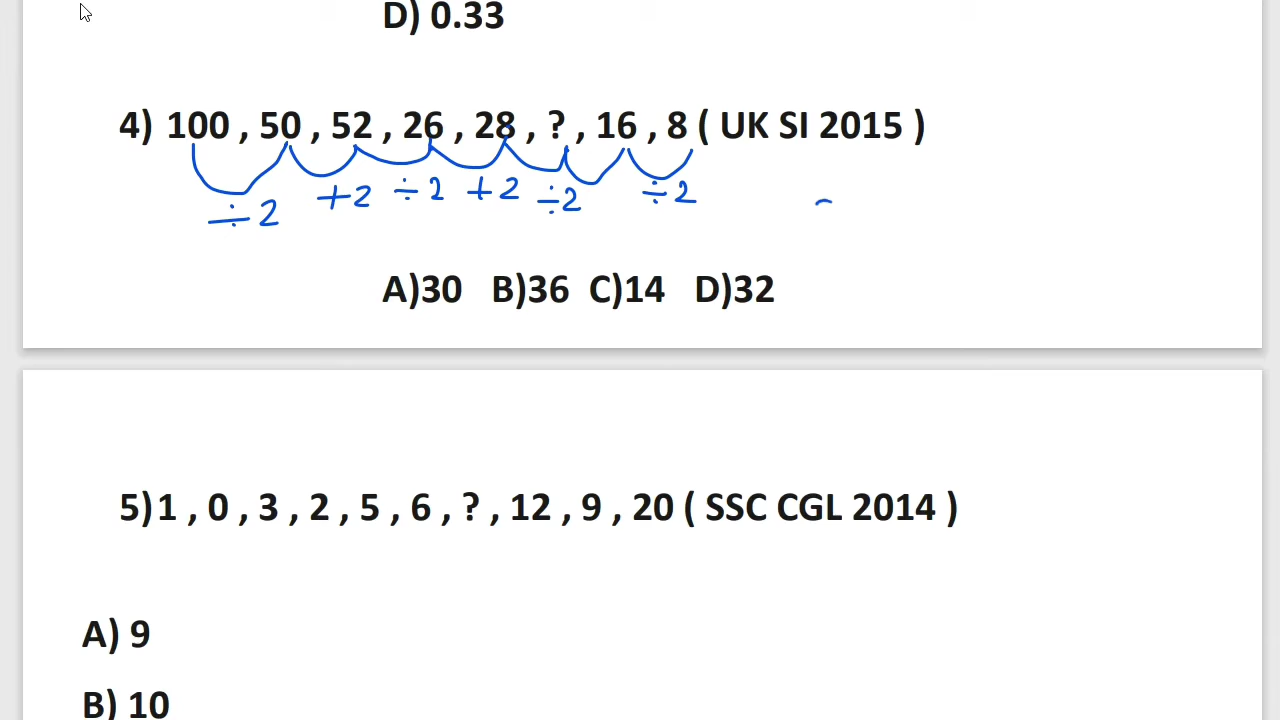 D) 0.33
4) 100 , 50 , 52 , 26 , 28 , ? , 16 , 8 ( UK SI 2015 )
÷2 +2 ÷2 +2 ÷2 ÷2
A)30 B)36 C)14 D)32
5)1 , 0 , 3 , 2 , 5 , 6 , ? , 12 , 9 , 20 ( SSC CGL 2014 )
A) 9
B) 10